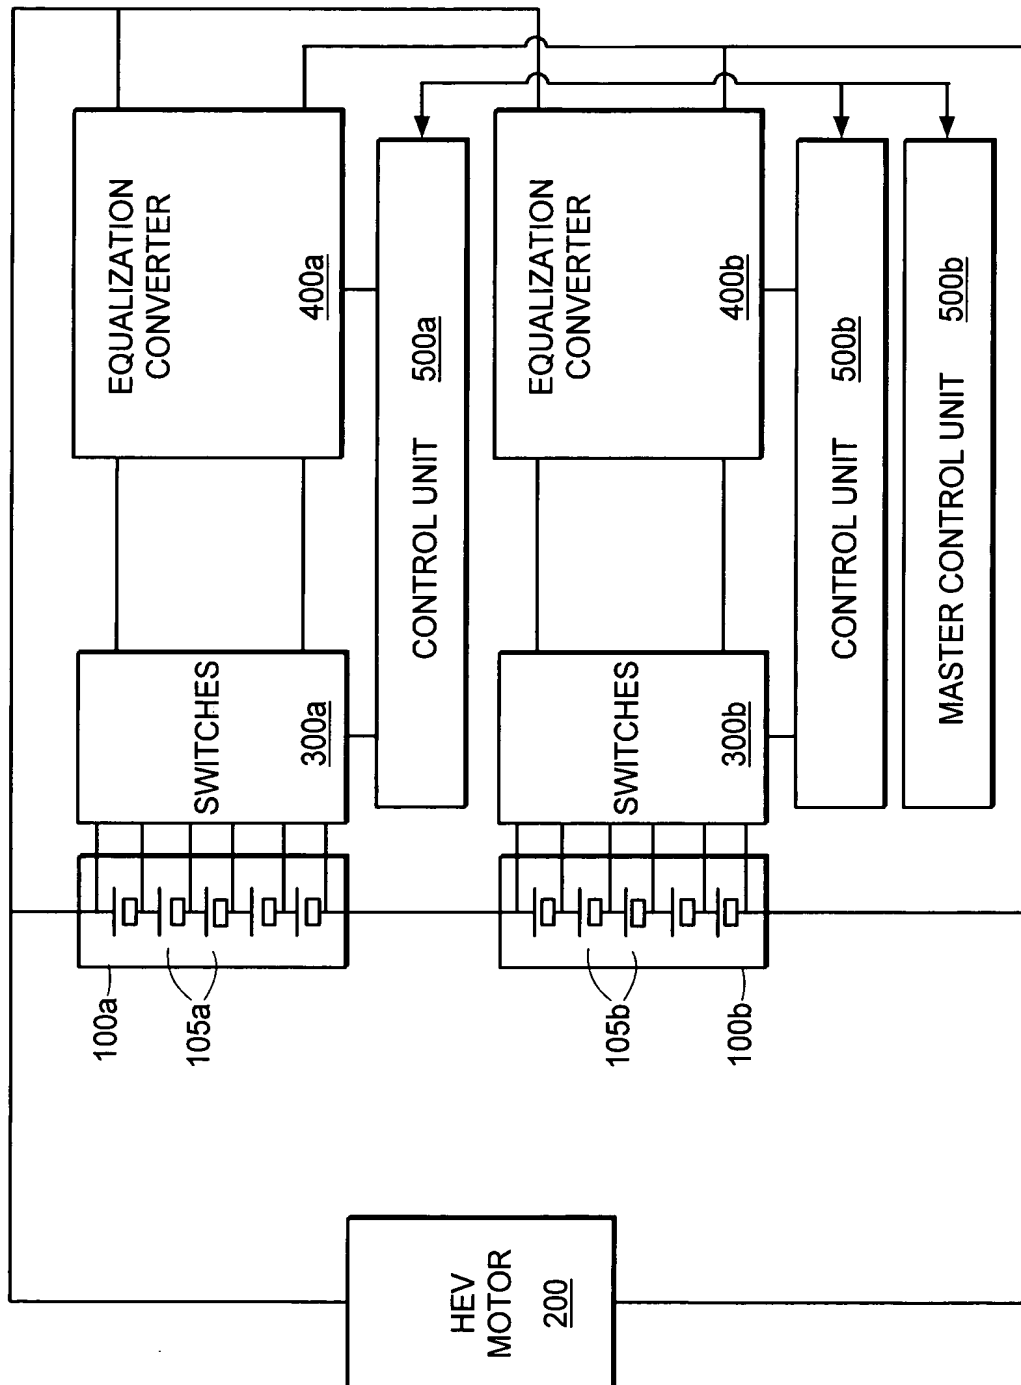 EQUALIZATION
CONVERTER
400a
EQUALIZATION
CONVERTER
400b
CONTROL UNIT 500a
CONTROL UNIT 500b
MASTER CONTROL UNIT 500b
SWITCHES
300a
SWITCHES
300b
100a
105a
105b
100b
HEV
MOTOR
200